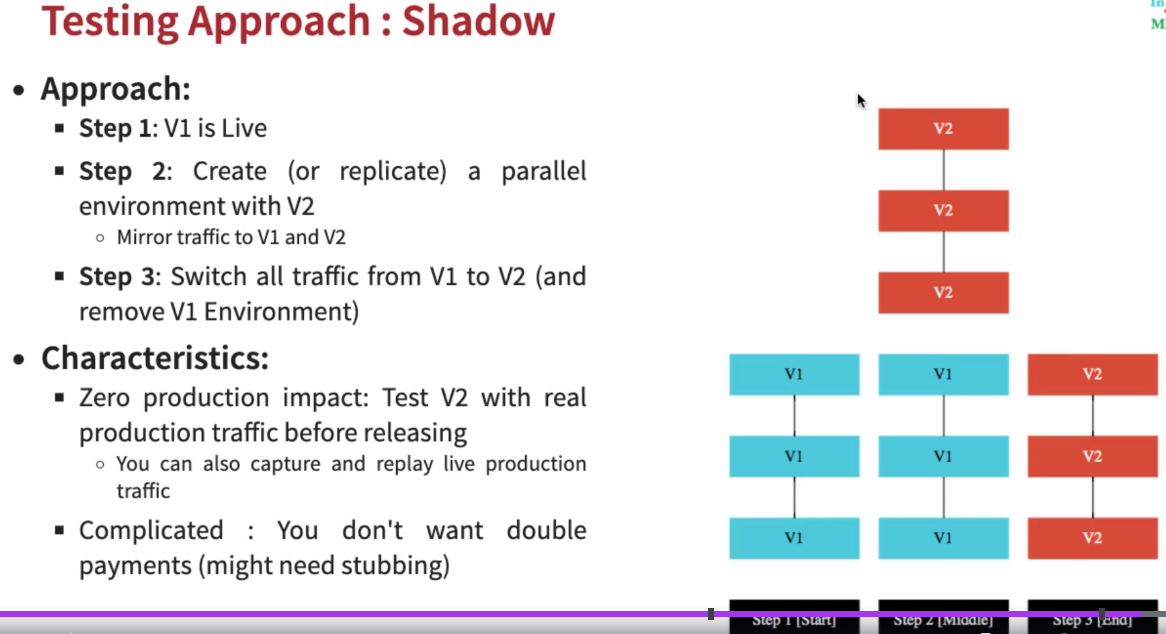 Testing Approach : Shadow
In
M
• Approach:
▪ Step 1: V1 is Live
▪ Step 2: Create (or replicate) a parallel
environment with V2
○ Mirror traffic to V1 and V2
▪ Step 3: Switch all traffic from V1 to V2 (and
remove V1 Environment)
• Characteristics:
▪ Zero production impact: Test V2 with real
production traffic before releasing
○ You can also capture and replay live production
traffic
▪ Complicated : You don't want double
payments (might need stubbing)
V2
V2
V2
V1 V1 V2
V1 V1 V2
V1 V1 V2
Step 1 [Start] Step 2 [Middle] Step 3 [End]